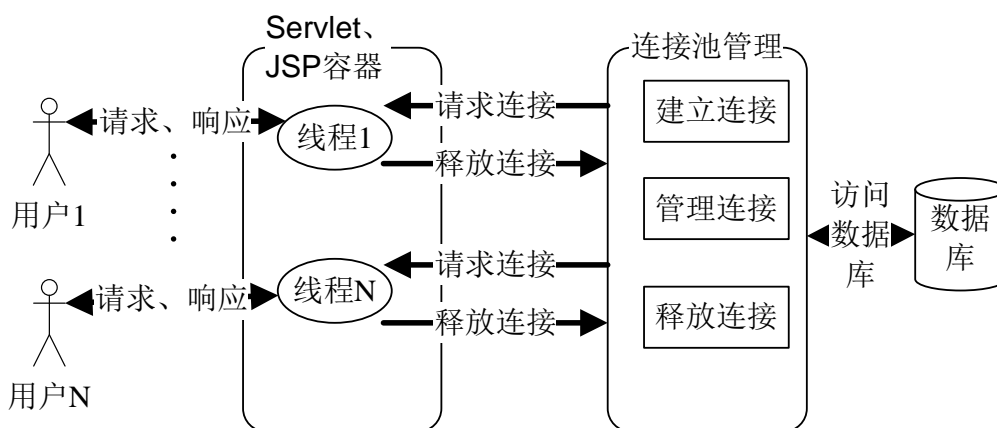 Servlet、
JSP容器
连接池管理
请求、响应
线程1
请求连接
释放连接
建立连接
用户1
管理连接
访问
数据
库
数据
库
请求、响应
线程N
请求连接
释放连接
释放连接
用户N